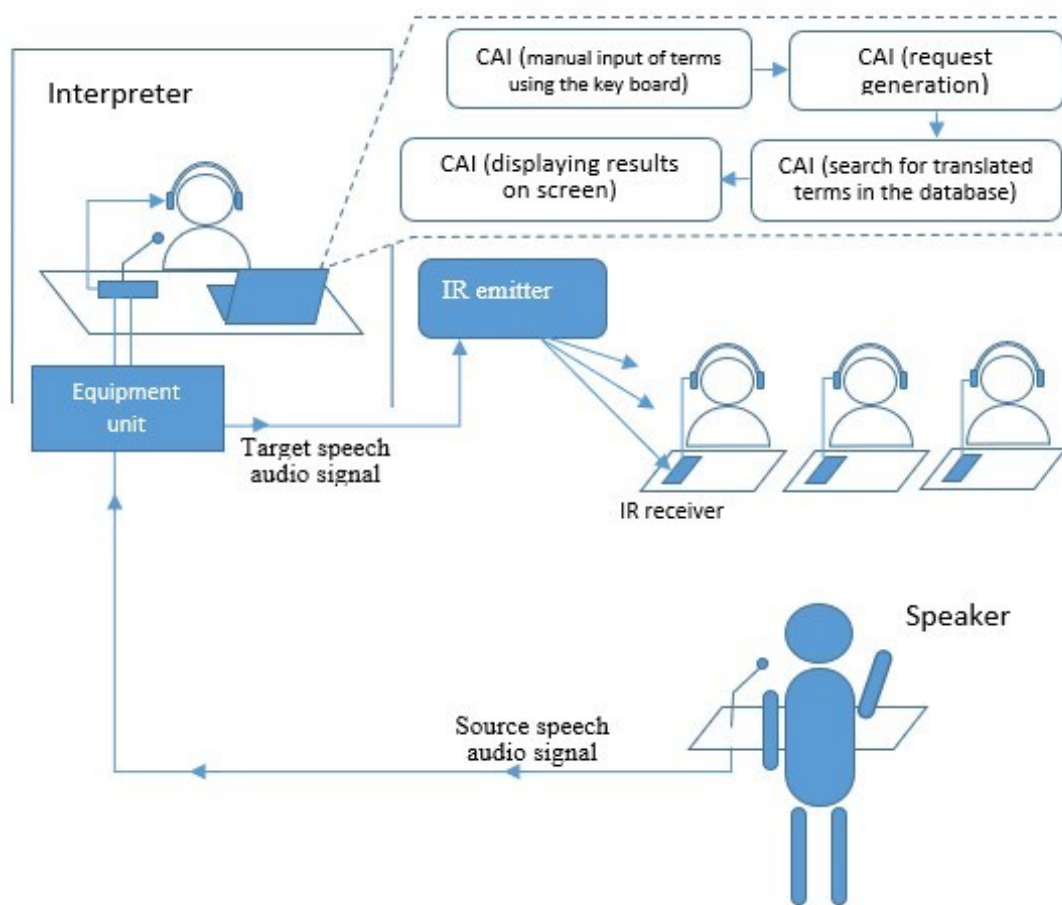 CAI (manual input of terms
using the key board)
CAI (request
generation)
CAI (displaying results
on screen)
CAI (search for translated
terms in the database)
Interpreter
IR emitter
Equipment
unit
Target speech
audio signal
IR receiver
Speaker
Source speech
audio signal